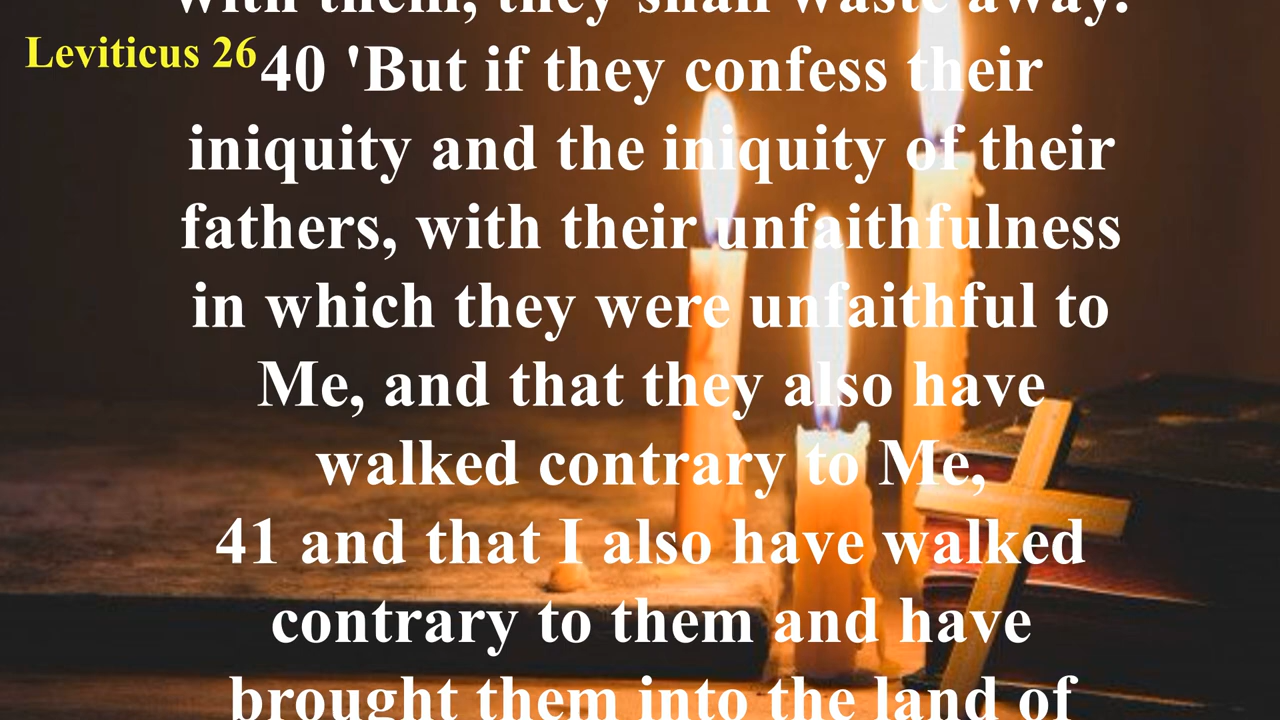 with them, they shall waste away.
Leviticus 26
40 'But if they confess their
iniquity and the iniquity of their
fathers, with their unfaithfulness
in which they were unfaithful to
Me, and that they also have
walked contrary to Me,
41 and that I also have walked
contrary to them and have
brought them into the land of